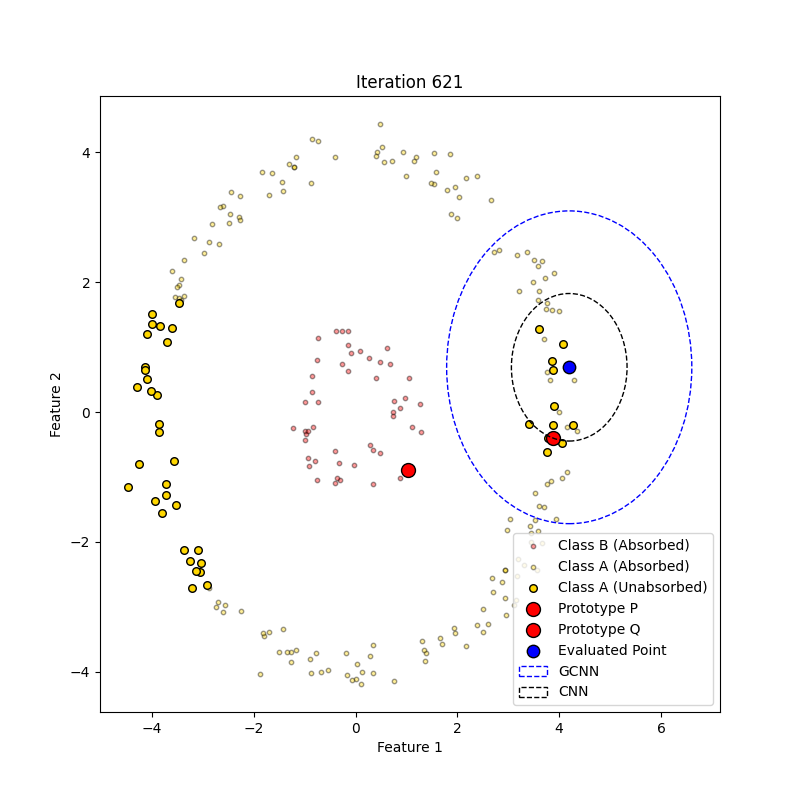 Iteration 621
4
2
0
−2
−4
Feature 2
Class B (Absorbed)
Class A (Absorbed)
Class A (Unabsorbed)
Prototype P
Prototype Q
Evaluated Point
GCNN
CNN
−4 −2 0 2 4 6
Feature 1